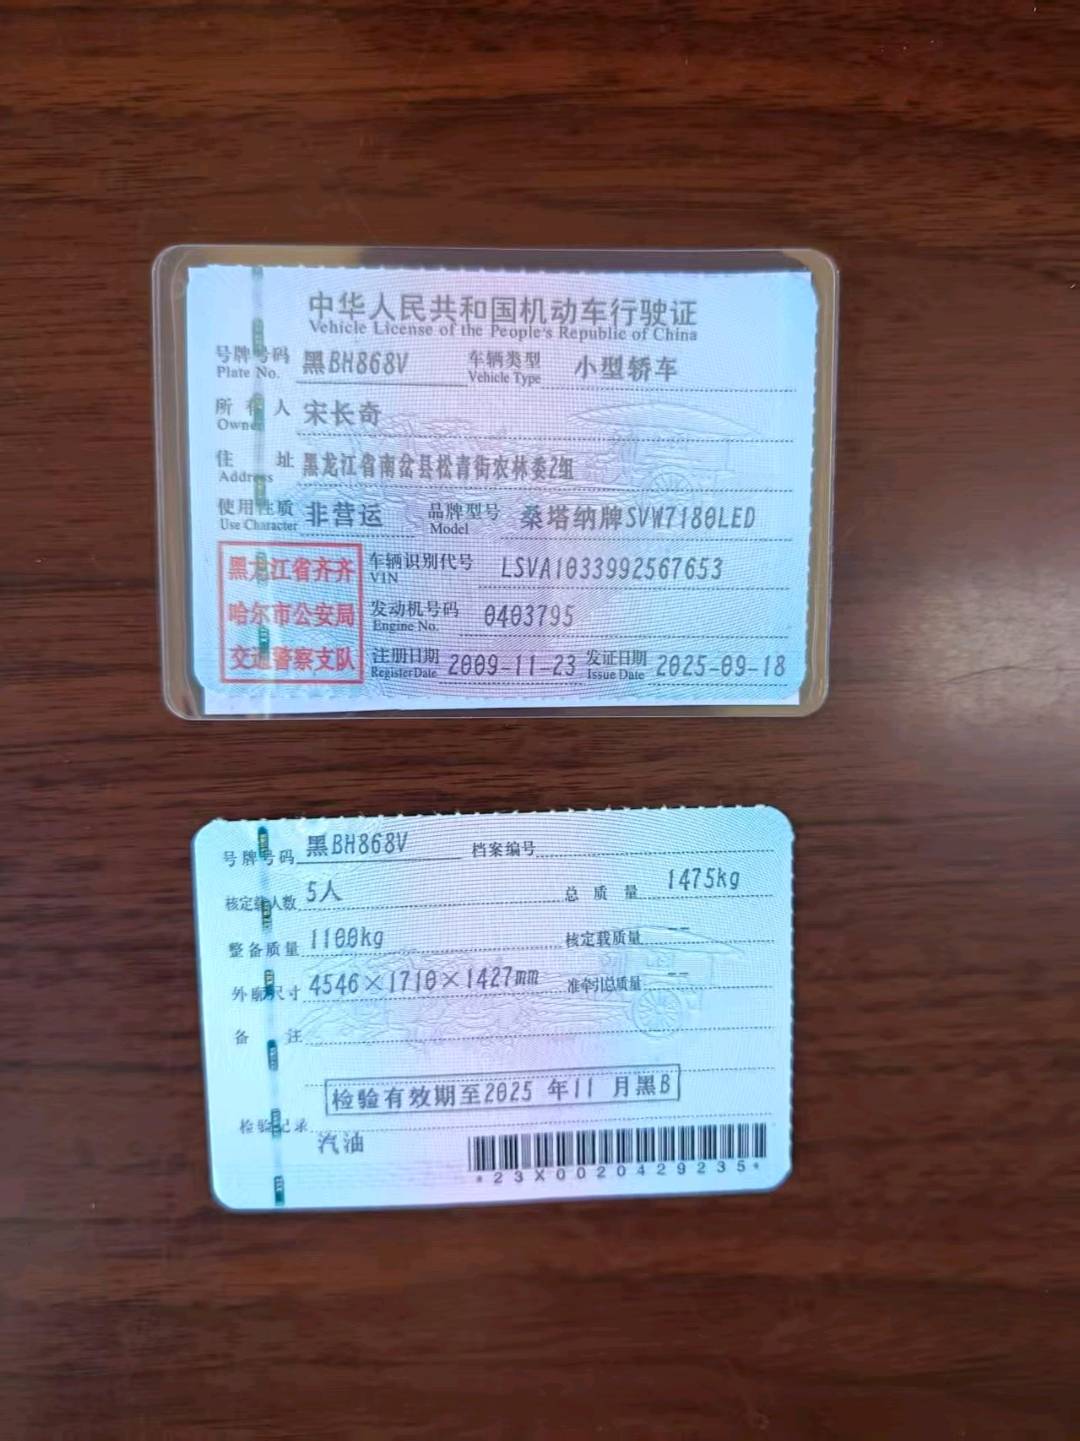 中华人民共和国机动车行驶证
Vehicle License of the People's Republic of China
号牌号码 黑BH868V 车辆类型 小型轿车
Plate No. Vehicle Type
所有人 宋长奇
Owner
住址 黑龙江省南岔县松青街农林委2组
Address
使用性质 非营运 品牌型号 桑塔纳牌SVW7180LED
Use Character Model
黑龙江省齐齐
哈尔市公安局
交通警察支队
车辆识别代号 LSVA1033992567653
VIN
发动机号码 0403795
Engine No.
注册日期 2009-11-23 发证日期 2025-09-18
Register Date Issue Date
号牌号码 黑BH868V 档案编号
核定载人数 5人 总质量 1475kg
整备质量 1100kg 核定载质量 --
外廓尺寸 4546×1710×1427mm 准牵引总质量 --
备注
检验有效期至2025 年11 月黑B
检验记录
汽油
*23X0020429235*